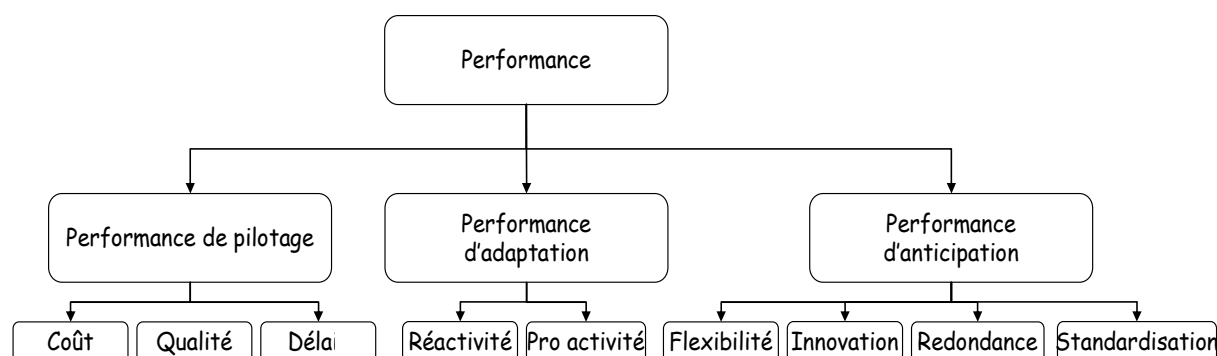 Performance
Performance de pilotage
Performance
d'adaptation
Performance
d'anticipation
Coût
Qualité
Délai
Réactivité
Pro activité
Flexibilité
Innovation
Redondance
Standardisation